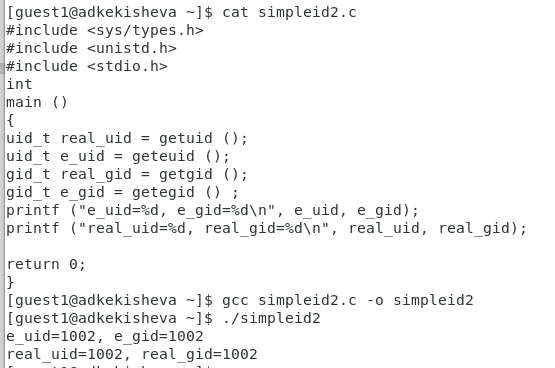 [guest1@adkekisheva ~]$ cat simpleid2.c
#include <sys/types.h>
#include <unistd.h>
#include <stdio.h>
int
main ()
{
uid_t real_uid = getuid ();
uid_t e_uid = geteuid ();
gid_t real_gid = getgid ();
gid_t e_gid = getegid () ;
printf ("e_uid=%d, e_gid=%d\n", e_uid, e_gid);
printf ("real_uid=%d, real_gid=%d\n", real_uid, real_gid);
return 0;
}
[guest1@adkekisheva ~]$ gcc simpleid2.c -o simpleid2
[guest1@adkekisheva ~]$ ./simpleid2
e_uid=1002, e_gid=1002
real_uid=1002, real_gid=1002